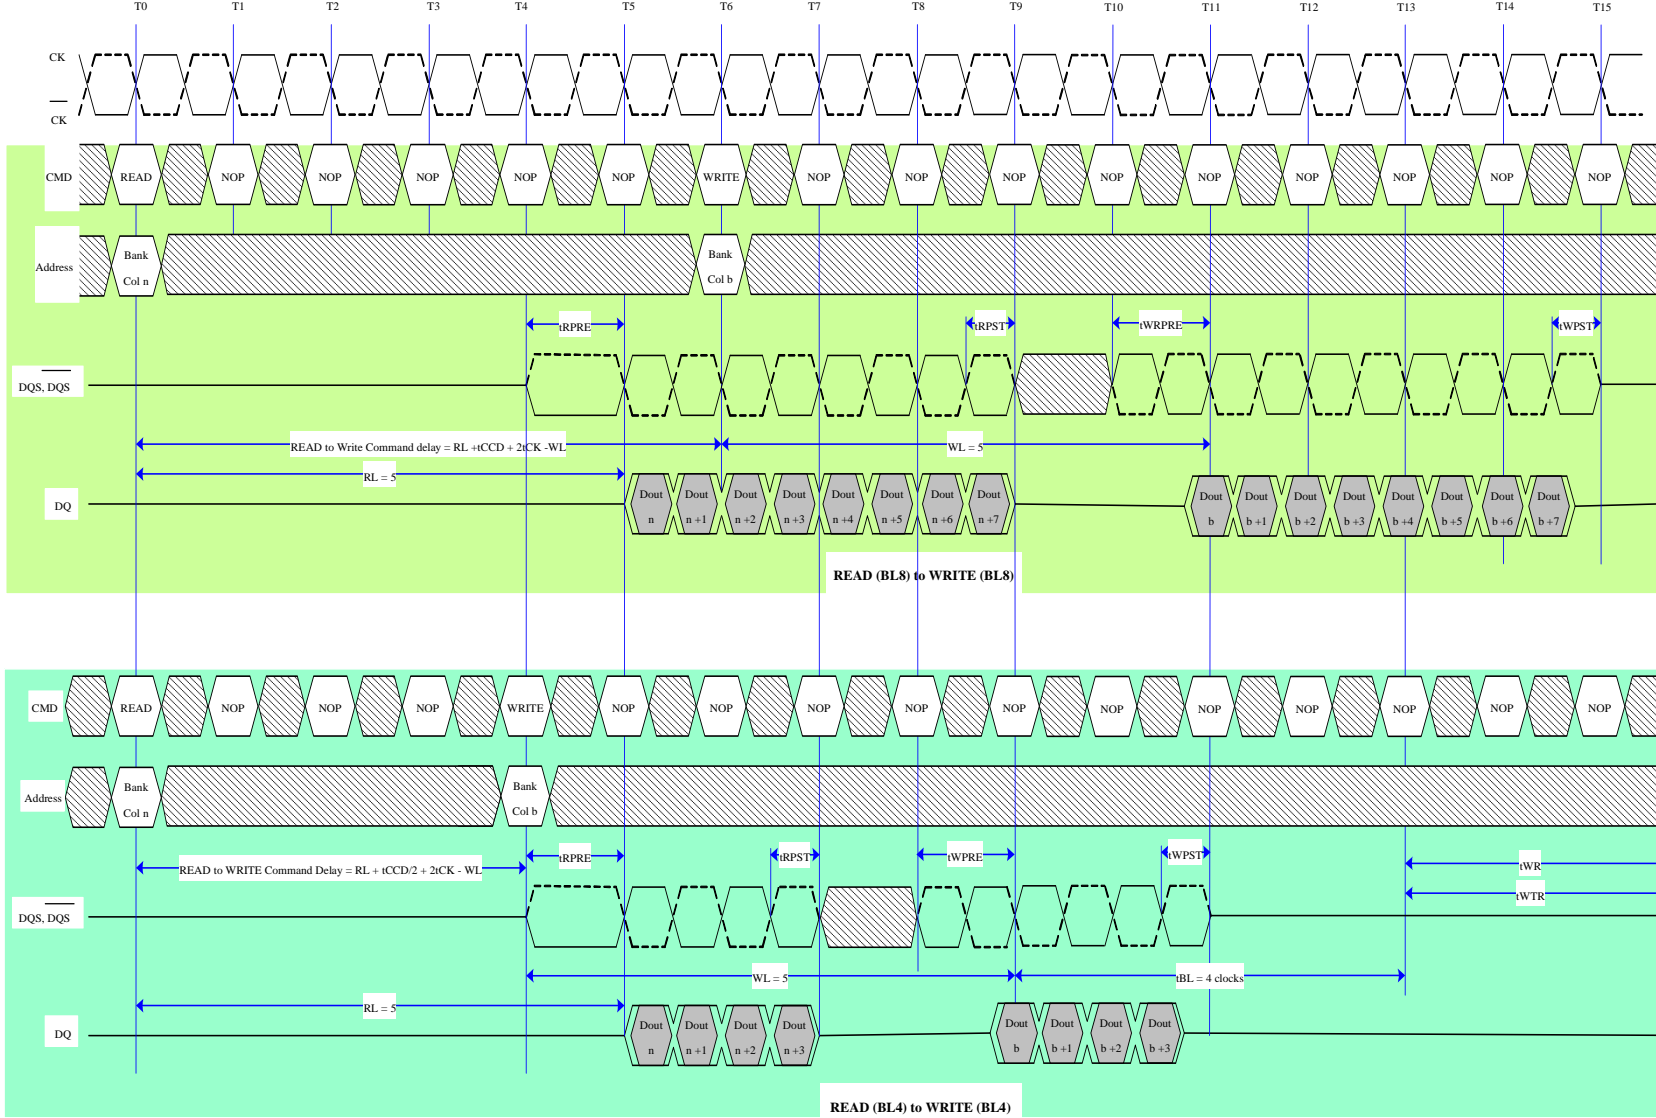 T0 T1 T2 T3 T4 T5 T6 T7 T8 T9 T10 T11 T12 T13 T14 T15
CK
CK
CMD READ NOP NOP NOP NOP NOP WRITE NOP NOP NOP NOP NOP NOP NOP NOP NOP
Address
Bank Bank
Col n Col b
tRPRE tRPST tWRPRE tWPST
DQS, DQS
READ to Write Command delay = RL +tCCD + 2tCK -WL WL = 5
RL = 5
DQ
Dout Dout Dout Dout Dout Dout Dout Dout Dout Dout Dout Dout Dout Dout Dout Dout
n n +1 n +2 n +3 n +4 n +5 n +6 n +7 b b +1 b +2 b +3 b +4 b +5 b +6 b +7
READ (BL8) to WRITE (BL8)
CMD READ NOP NOP NOP WRITE NOP NOP NOP NOP NOP NOP NOP NOP NOP NOP NOP
Address
Bank Bank
Col n Col b
tRPRE tRPST tWPRE tWPST
READ to WRITE Command Delay = RL + tCCD/2 + 2tCK - WL
tWR
tWTR
DQS, DQS
WL = 5 tBL = 4 clocks
RL = 5
DQ
Dout Dout Dout Dout Dout Dout Dout Dout
n n +1 n +2 n +3 b b +1 b +2 b +3
READ (BL4) to WRITE (BL4)